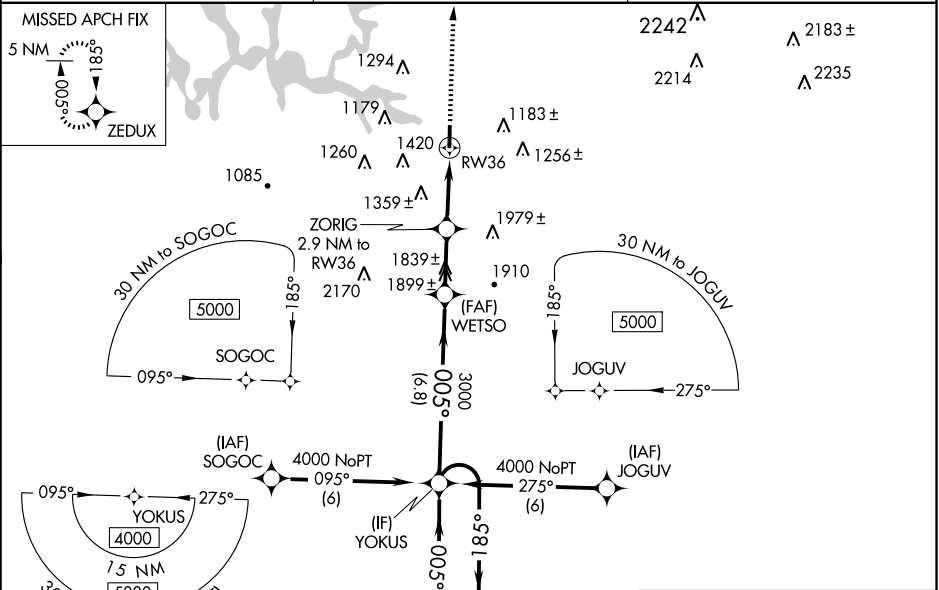 MISSED APCH FIX
5 NM
185°
005°
ZEDUX
2242
2183 ±
2214
2235
1294
1179
1183 ±
1260
1420
RW36
1256 ±
1085
1359 ±
ZORIG
2.9 NM to
RW36
1979 ±
1839 ±
1899 ±
2170
1910
(FAF)
WETSO
30 NM to SOGOC
5000
185°
SOGOC
095°
30 NM to JOGUV
5000
185°
JOGUV
275°
3000
005°
(6.8)
(IAF)
SOGOC
4000 NoPT
095°
(6)
4000 NoPT
275°
(6)
(IAF)
JOGUV
(IF)
YOKUS
005°
185°
095°
275°
YOKUS
4000
15 NM